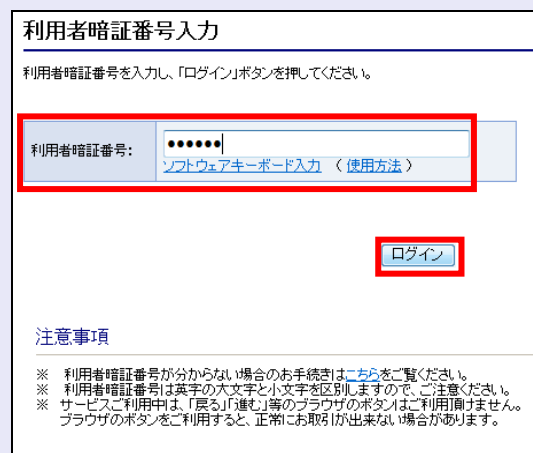 利用者暗証番号入力
利用者暗証番号を入力し、「ログイン」ボタンを押してください。
利用者暗証番号: ●●●●●●
ソフトウェアキーボード入力 （使用方法）
ログイン
注意事項
※ 利用者暗証番号が分からない場合のお手続きはこちらをご覧ください。
※ 利用者暗証番号は英字の大文字と小文字を区別しますので、ご注意ください。
※ サービスご利用中は、「戻る」「進む」等のブラウザのボタンはご利用頂けません。
ブラウザのボタンをご利用すると、正常にお取引が出来ない場合があります。